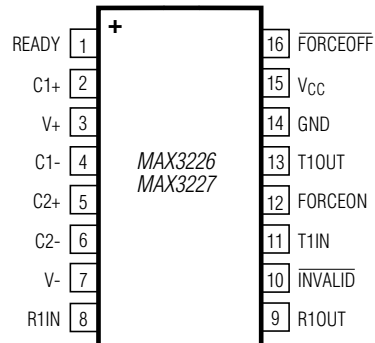 +
READY 1 16 FORCEOFF
C1+ 2 15 VCC
V+ 3 14 GND
C1- 4 MAX3226 13 T1OUT
MAX3227
C2+ 5 12 FORCEON
C2- 6 11 T1IN
V- 7 10 INVALID
R1IN 8 9 R1OUT